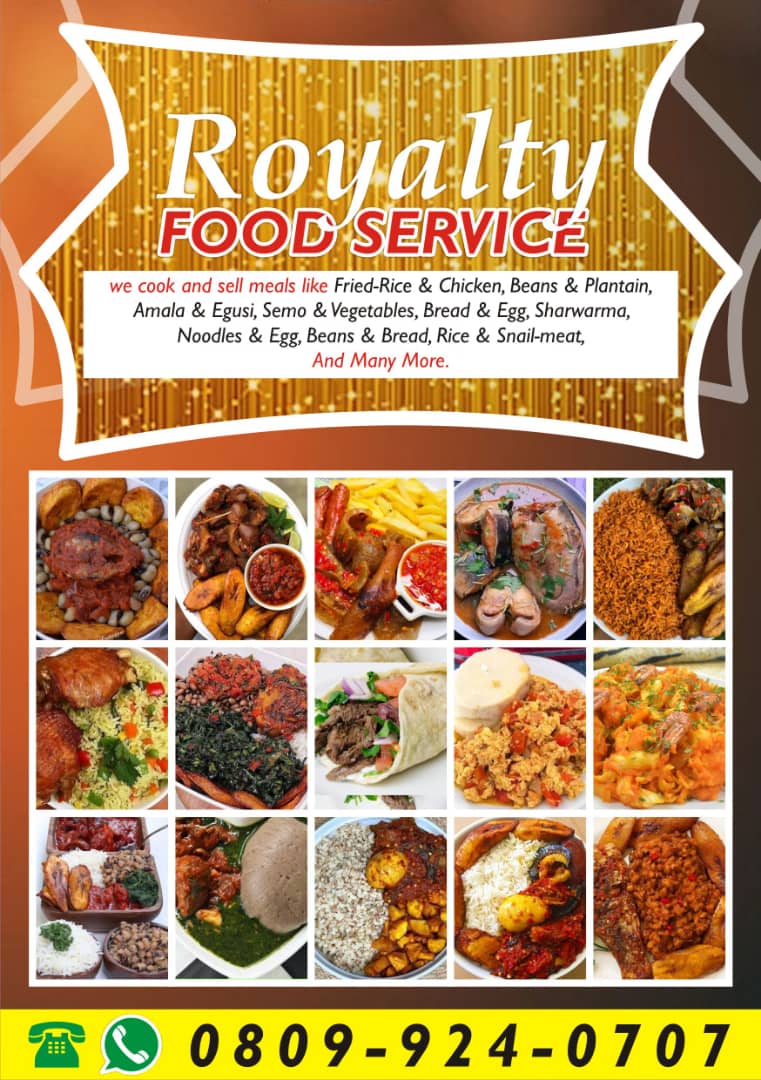 Royalty
FOOD SERVICE
we cook and sell meals like Fried-Rice & Chicken, Beans & Plantain,
Amala & Egusi, Semo & Vegetables, Bread & Egg, Sharwarma,
Noodles & Egg, Beans & Bread, Rice & Snail-meat,
And Many More.
0809-924-0707